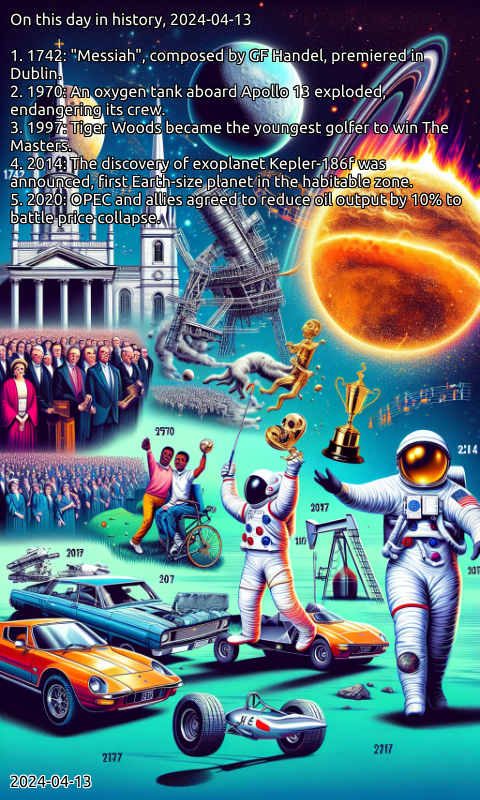 On this day in history, 2024-04-13
1. 1742: "Messiah", composed by GF Handel, premiered in
Dublin.
2. 1970: An oxygen tank aboard Apollo 13 exploded,
endangering its crew.
3. 1997: Tiger Woods became the youngest golfer to win The
Masters.
4. 2014: The discovery of exoplanet Kepler-186f was
announced, first Earth-size planet in the habitable zone.
5. 2020: OPEC and allies agreed to reduce oil output by 10% to
battle price collapse.
1742
2017
2017
207
2177
2217
2024-04-13